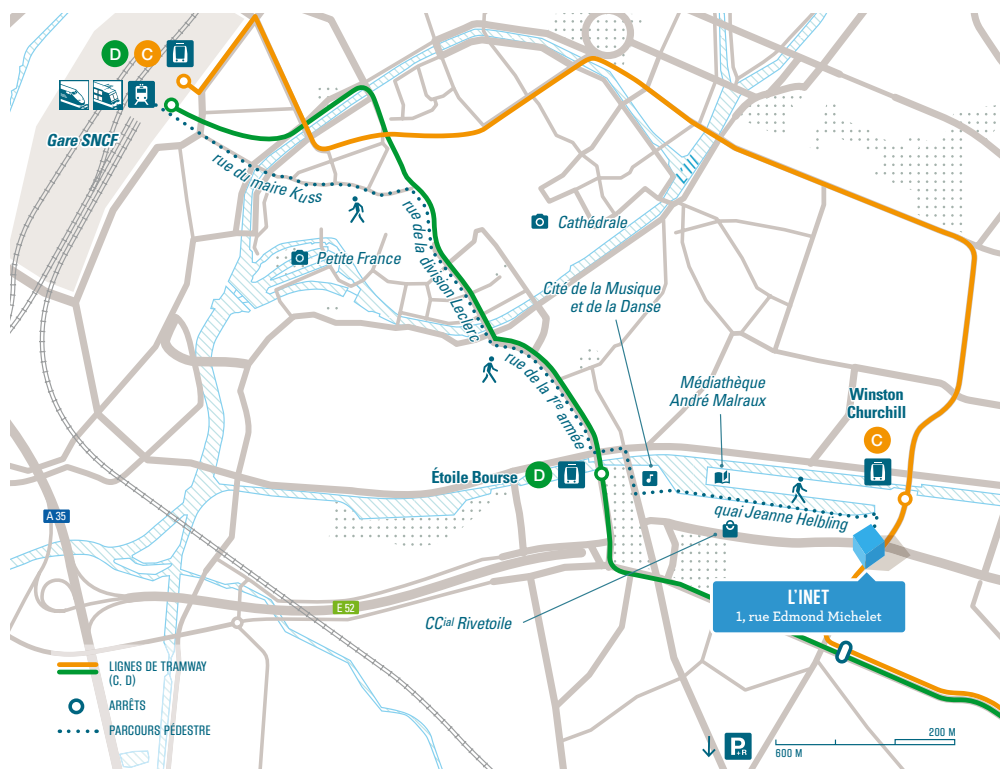 D
C
Gare SNCF
rue du maire Kuss
rue de la division Leclerc
Petite France
Cathédrale
L'Ill
Cité de la Musique
et de la Danse
rue de la 1re armée
Médiathèque
André Malraux
Winston
Churchill
C
Étoile Bourse
D
quai Jeanne Helbling
A 35
E 52
CCial Rivetoile
L'INET
1, rue Edmond Michelet
LIGNES DE TRAMWAY
(C, D)
ARRÊTS
PARCOURS PÉDESTRE
P+R
200 M
600 M